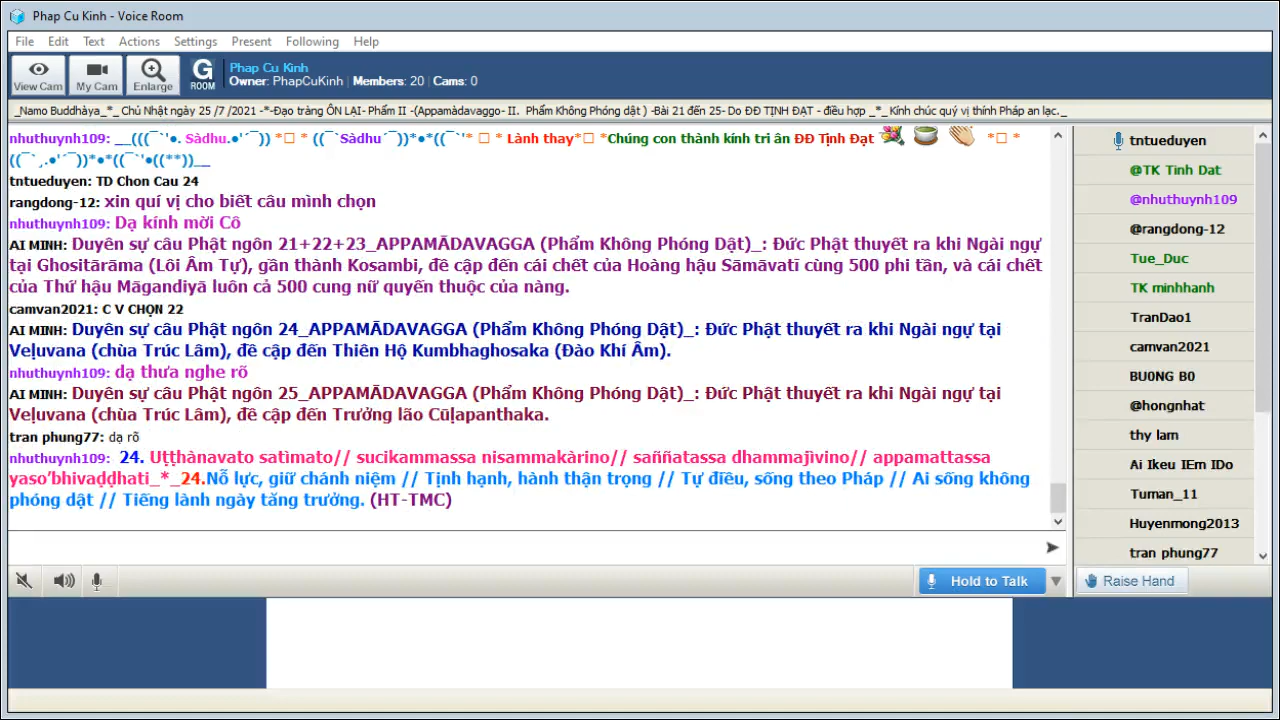 Phap Cu Kinh - Voice Room
File Edit Text Actions Settings Present Following Help
View Cam My Cam Enlarge G ROOM
Phap Cu Kinh
Owner: PhapCuKinh | Members: 20 | Cams: 0
_Namo Buddhàya_*_ Chủ Nhật ngày 25 /7 /2021 -*-Đạo tràng ÔN LẠI- Phẩm II -(Appamàdavaggo- II. Phẩm Không Phóng dật ) -Bài 21 đến 25- Do ĐĐ TỊNH ĐẠT - điều hợp _*_ Kính chúc quý vị thính Pháp an lạc._
nhuthuynh109: __(((¯`'•. Sàdhu.•'´¯)) *□ * ((¯`Sàdhu´¯))*•*((¯`'* □ * Lành thay*□ *Chúng con thành kính tri ân ĐĐ Tịnh Đạt *□ *
((¯`¸.•'´¯))*•*((¯`'•((**))__
tntueduyen: TD Chon Cau 24
rangdong-12: xin quí vị cho biết câu mình chọn
nhuthuynh109: Dạ kính mời Cô
AI MINH: Duyên sự câu Phật ngôn 21+22+23_APPAMĀDAVAGGA (Phẩm Không Phóng Dật)_: Đức Phật thuyết ra khi Ngài ngự
tại Ghositārāma (Lôi Âm Tự), gần thành Kosambi, đề cập đến cái chết của Hoàng hậu Sāmāvatī cùng 500 phi tần, và cái chết
của Thứ hậu Māgandiyā luôn cả 500 cung nữ quyến thuộc của nàng.
camvan2021: C V CHỌN 22
AI MINH: Duyên sự câu Phật ngôn 24_APPAMĀDAVAGGA (Phẩm Không Phóng Dật)_: Đức Phật thuyết ra khi Ngài ngự tại
Veḷuvana (chùa Trúc Lâm), đề cập đến Thiên Hộ Kumbhaghosaka (Đào Khí Âm).
nhuthuynh109: dạ thưa nghe rõ
AI MINH: Duyên sự câu Phật ngôn 25_APPAMĀDAVAGGA (Phẩm Không Phóng Dật)_: Đức Phật thuyết ra khi Ngài ngự tại
Veḷuvana (chùa Trúc Lâm), đề cập đến Trưởng lão Cūḷapanthaka.
tran phung77: dạ rõ
nhuthuynh109: 24. Uṭṭhànavato satìmato// sucikammassa nisammakàrino// saññatassa dhammajìvino// appamattassa
yaso’bhivaḍḍhati_*_24.Nỗ lực, giữ chánh niệm // Tịnh hạnh, hành thận trọng // Tự điều, sống theo Pháp // Ai sống không
phóng dật // Tiếng lành ngày tăng trưởng. (HT-TMC)
tntueduyen
@TK Tinh Dat
@nhuthuynh109
@rangdong-12
Tue_Duc
TK minhhanh
TranDao1
camvan2021
BU0NG B0
@hongnhat
thy lam
Ai Ikeu IEm IDo
Tuman_11
Huyenmong2013
tran phung77
Hold to Talk
Raise Hand